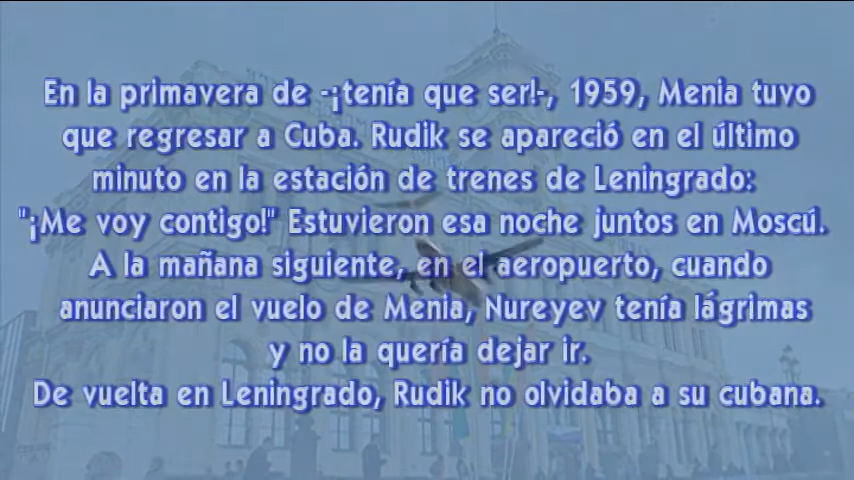 En la primavera de -¡tenía que ser!-, 1959, Menia tuvo
que regresar a Cuba. Rudik se apareció en el último
minuto en la estación de trenes de Leningrado:
"¡Me voy contigo!" Estuvieron esa noche juntos en Moscú.
A la mañana siguiente, en el aeropuerto, cuando
anunciaron el vuelo de Menia, Nureyev tenía lágrimas
y no la quería dejar ir.
De vuelta en Leningrado, Rudik no olvidaba a su cubana.